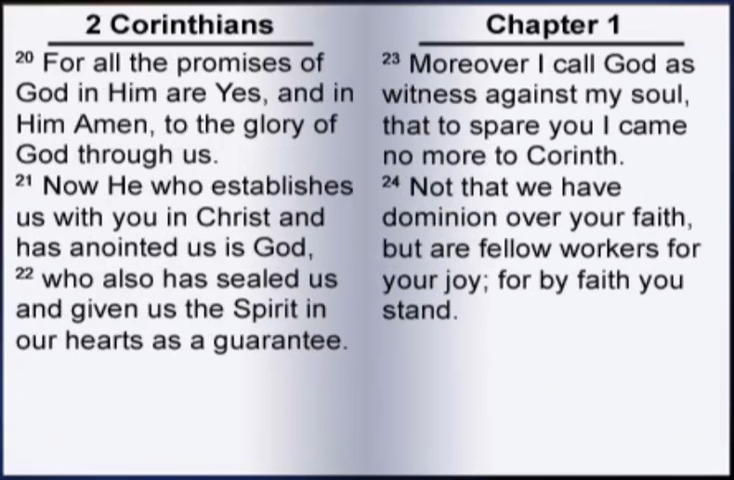 2 Corinthians
20 For all the promises of
God in Him are Yes, and in
Him Amen, to the glory of
God through us.
21 Now He who establishes
us with you in Christ and
has anointed us is God,
22 who also has sealed us
and given us the Spirit in
our hearts as a guarantee.
Chapter 1
23 Moreover I call God as
witness against my soul,
that to spare you I came
no more to Corinth.
24 Not that we have
dominion over your faith,
but are fellow workers for
your joy; for by faith you
stand.